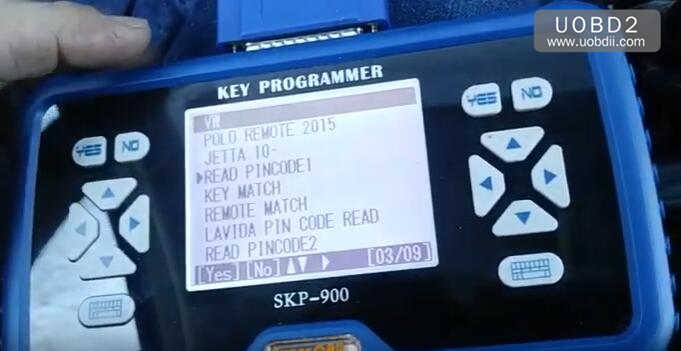 UOBD2
www.uobdii.com
KEY PROGRAMMER
YES NO
YES NO
POLO REMOTE 2015
JETTA 10-
READ PINCODE1
KEY MATCH
REMOTE MATCH
LAVIDA PIN CODE READ
READ PINCODE2
[Yes] [No] [03/09]
SKP-900